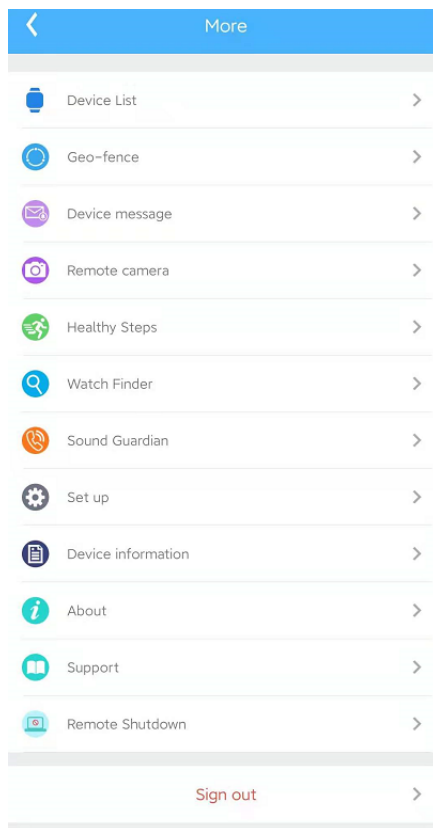 More
Device List
Geo-fence
Device message
Remote camera
Healthy Steps
Watch Finder
Sound Guardian
Set up
Device information
About
Support
Remote Shutdown
Sign out